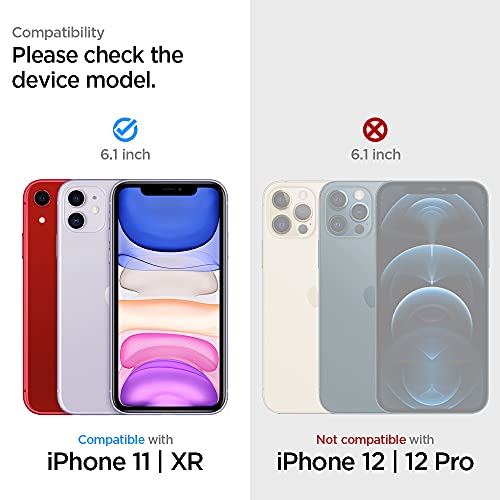 Compatibility
Please check the
device model.
6.1 inch
6.1 inch
Compatible with
iPhone 11 | XR
Not compatible with
iPhone 12 | 12 Pro